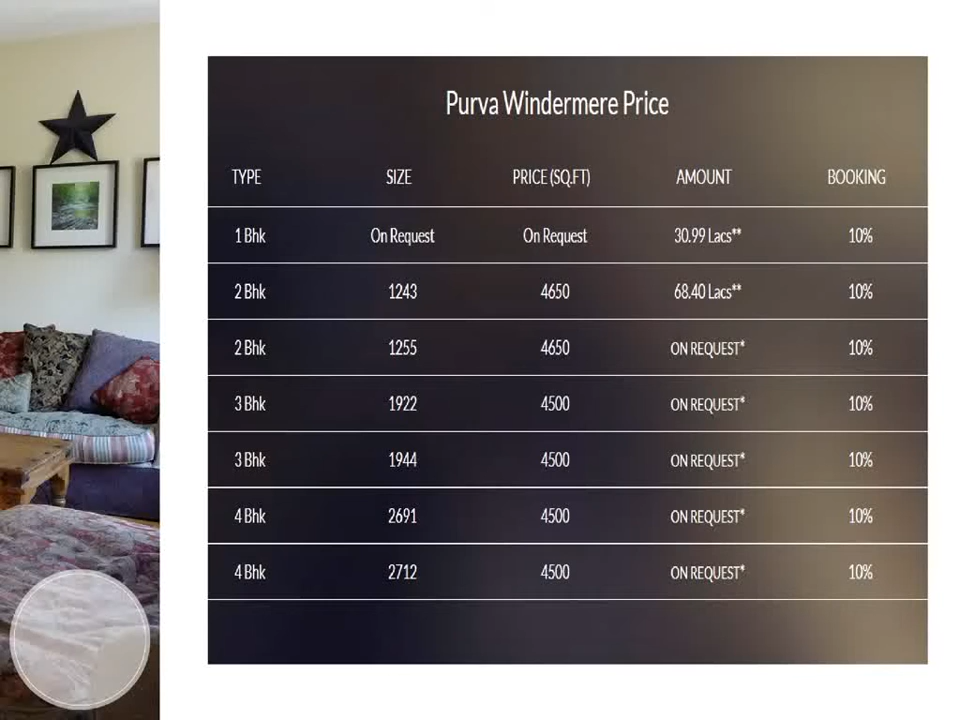 Purva Windermere Price
TYPE SIZE PRICE (SQ.FT) AMOUNT BOOKING
1 Bhk On Request On Request 30.99 Lacs** 10%
2 Bhk 1243 4650 68.40 Lacs** 10%
2 Bhk 1255 4650 ON REQUEST* 10%
3 Bhk 1922 4500 ON REQUEST* 10%
3 Bhk 1944 4500 ON REQUEST* 10%
4 Bhk 2691 4500 ON REQUEST* 10%
4 Bhk 2712 4500 ON REQUEST* 10%